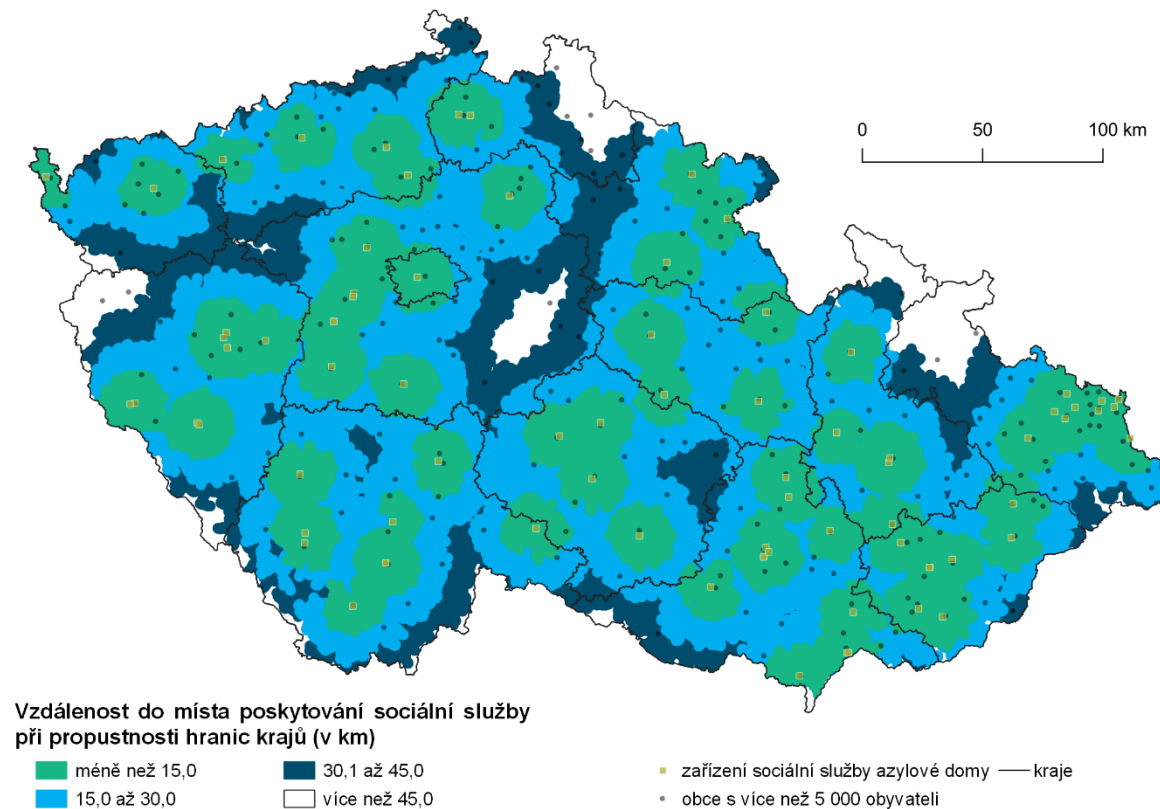 0 50 100 km
Vzdálenost do místa poskytování sociální služby
při propustnosti hranic krajů (v km)
méně než 15,0
30,1 až 45,0
zařízení sociální služby azylové domy
kraje
15,0 až 30,0
více než 45,0
obce s více než 5 000 obyvateli